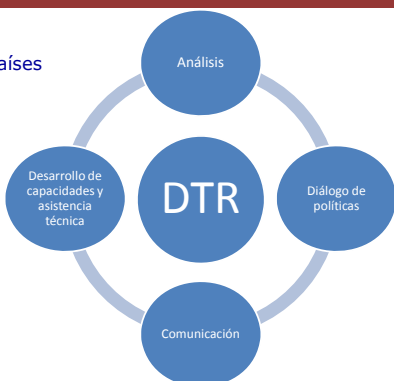 Análisis
aíses
Desarrollo de
capacidades y
asistencia
técnica
DTR
Diálogo de
políticas
Comunicación